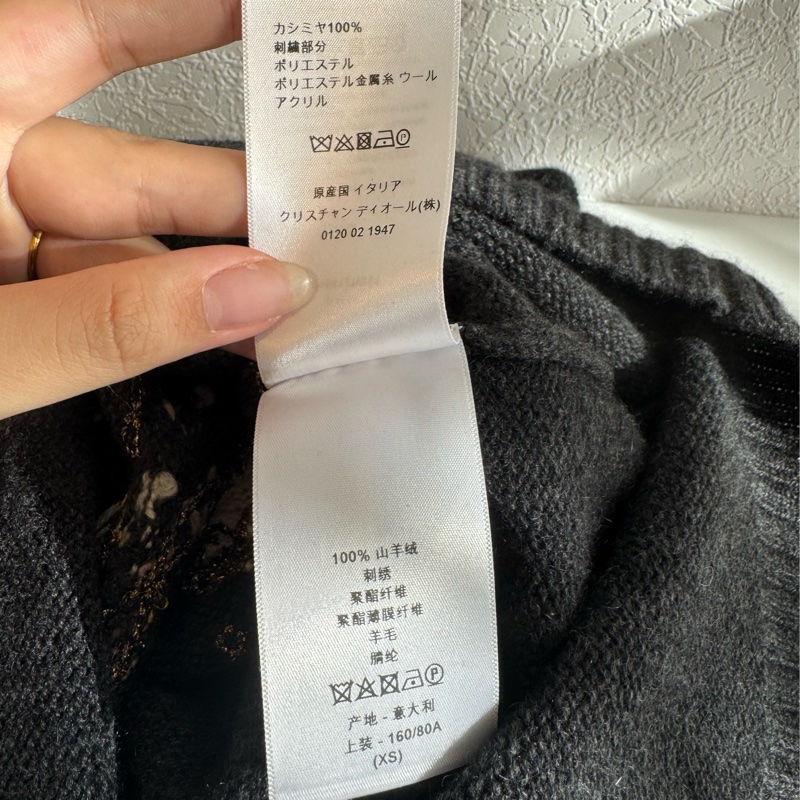 カシミヤ100%
刺繍部分
ポリエステル
ポリエステル金属糸 ウール
アクリル
原産国 イタリア
クリスチャン ディオール(株)
0120 02 1947
100% 山羊绒
刺绣
聚酯纤维
聚酯薄膜纤维
羊毛
腈纶
产地 - 意大利
上装 - 160/80A
(XS)